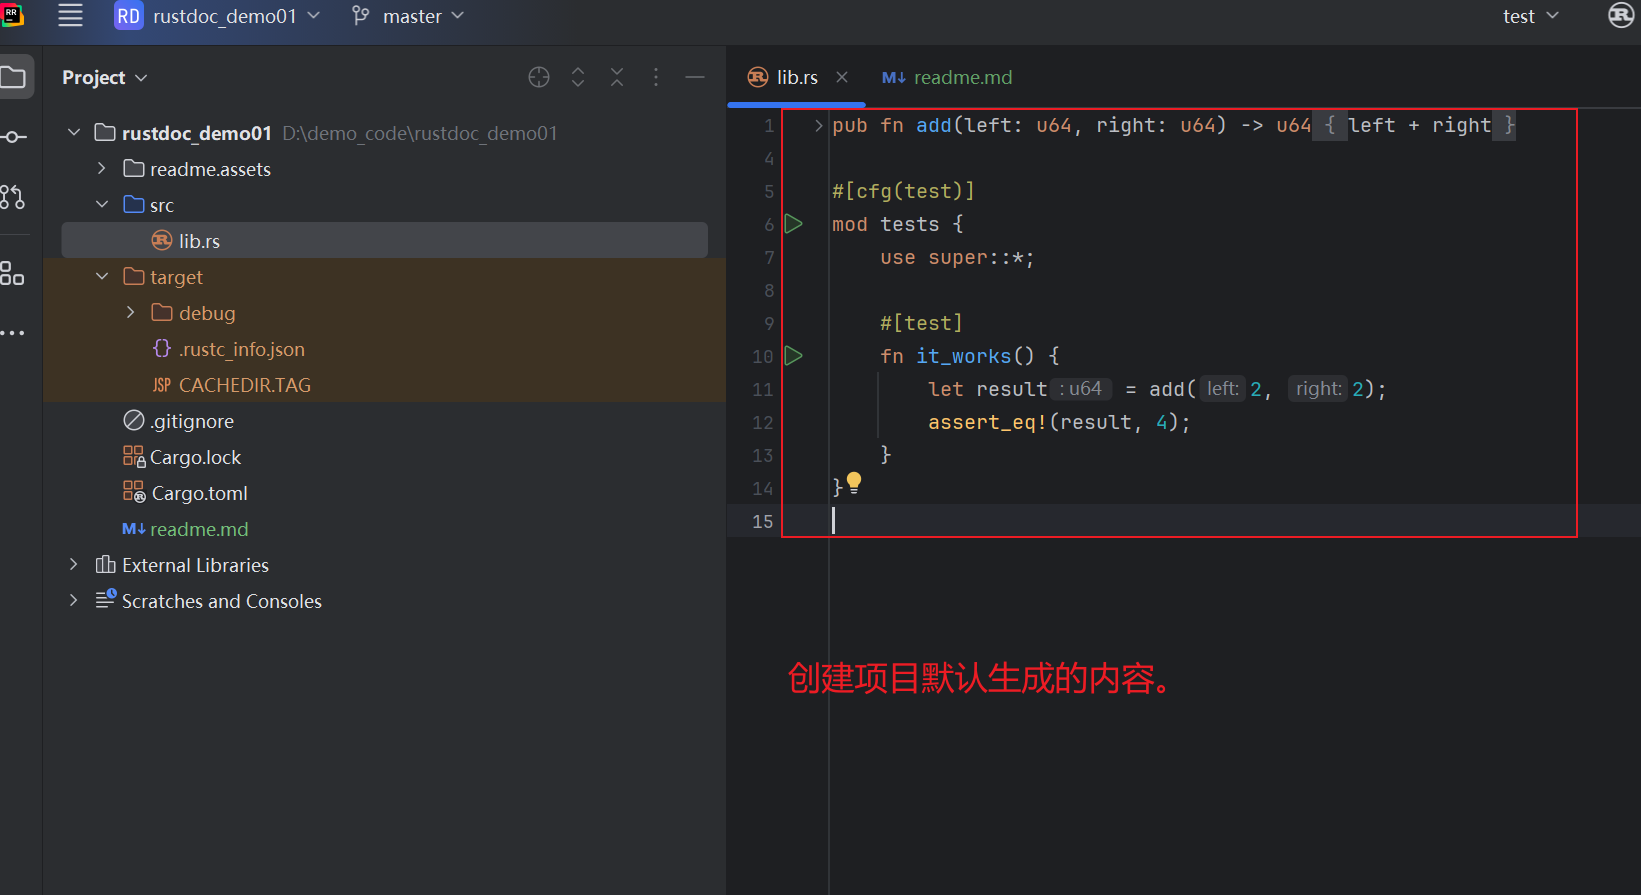 RR
RD rustdoc_demo01 master test
Project
lib.rs
M↓ readme.md
rustdoc_demo01 D:\demo_code\rustdoc_demo01
readme.assets
src
lib.rs
target
debug
{} .rustc_info.json
JSP CACHEDIR.TAG
.gitignore
Cargo.lock
Cargo.toml
M↓ readme.md
External Libraries
Scratches and Consoles
1 pub fn add(left: u64, right: u64) -> u64 { left + right }
4
5 #[cfg(test)]
6 mod tests {
7 use super::*;
8
9 #[test]
10 fn it_works() {
11 let result : u64 = add( left: 2, right: 2);
12 assert_eq!(result, 4);
13 }
14 }
15
创建项目默认生成的内容。